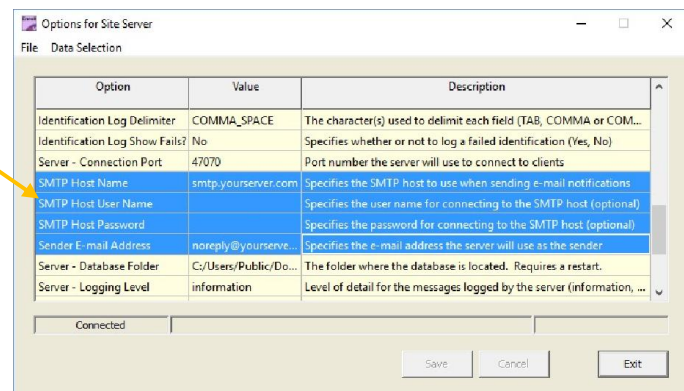 Options for Site Server
File Data Selection
Option Value Description
Identification Log Delimiter COMMA_SPACE The character(s) used to delimit each field (TAB, COMMA or COM...
Identification Log Show Fails? No Specifies whether or not to log a failed identification (Yes, No)
Server - Connection Port 47070 Port number the server will use to connect to clients
SMTP Host Name smtp.yourserver.com Specifies the SMTP host to use when sending e-mail notifications
SMTP Host User Name Specifies the user name for connecting to the SMTP host (optional)
SMTP Host Password Specifies the password for connecting to the SMTP host (optional)
Sender E-mail Address noreply@yourserve... Specifies the e-mail address the server will use as the sender
Server - Database Folder C:/Users/Public/Do... The folder where the database is located. Requires a restart.
Server - Logging Level information Level of detail for the messages logged by the server (information, ...
Connected
Save Cancel Exit